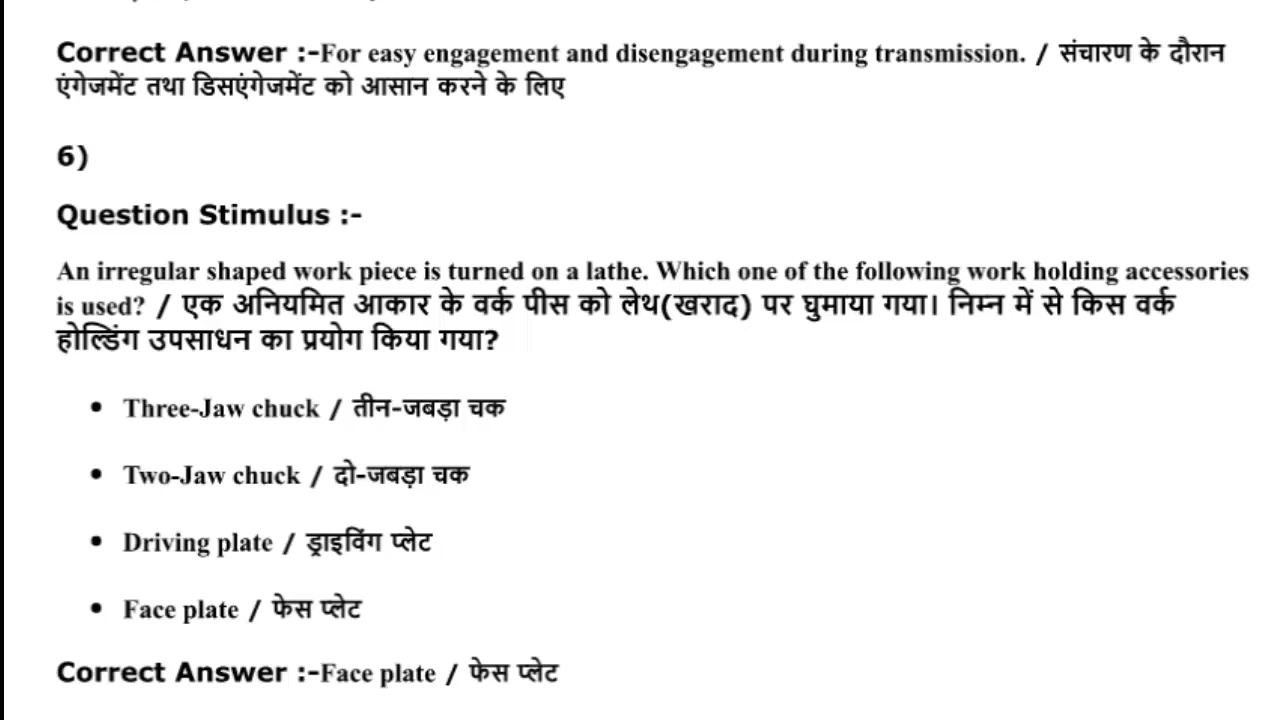 Correct Answer :-For easy engagement and disengagement during transmission. / संचारण के दौरान
एंगेजमेंट तथा डिसएंगेजमेंट को आसान करने के लिए
6)
Question Stimulus :-
An irregular shaped work piece is turned on a lathe. Which one of the following work holding accessories
is used? / एक अनियमित आकार के वर्क पीस को लेथ(खराद) पर घुमाया गया। निम्न में से किस वर्क
होल्डिंग उपसाधन का प्रयोग किया गया?
• Three-Jaw chuck / तीन-जबड़ा चक
• Two-Jaw chuck / दो-जबड़ा चक
• Driving plate / ड्राइविंग प्लेट
• Face plate / फेस प्लेट
Correct Answer :-Face plate / फेस प्लेट